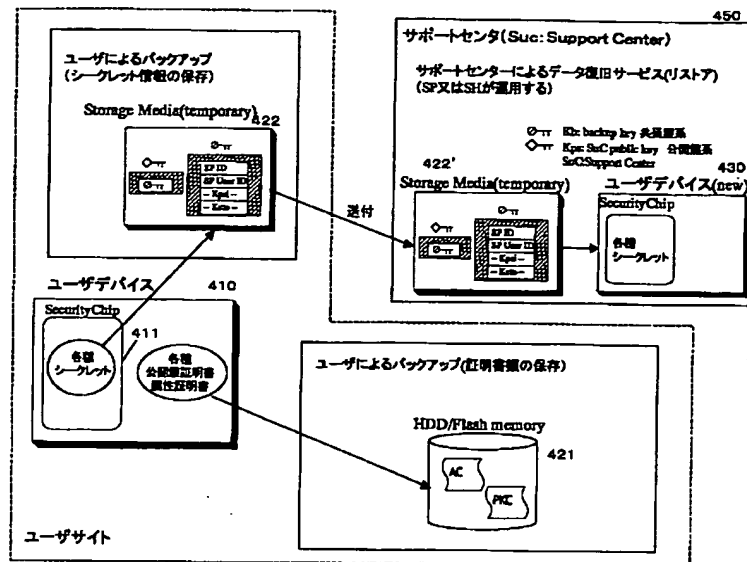 450
サポートセンタ(Suc: Support Center)
サポートセンターによるデータ復旧サービス(リストア)
(SP又はSHが運用する)
Kb: backup key 共通鍵系
Kps: SuC public key 公開鍵系
SuC:Support Center
422'
Storage Media(temporary)
SP ID
SP User ID
430
ユーザデバイス(new)
SecurityChip
各種
シークレット
ユーザによるバックアップ
(シークレット情報の保存)
Storage Media(temporary)
422
SP ID
SP User ID
送付
ユーザデバイス
410
SecurityChip
411
各種
シークレット
各種
公開鍵証明書
属性証明書
ユーザによるバックアップ(証明書類の保存)
HDD/Flash memory
421
AC
PKC
ユーザサイト